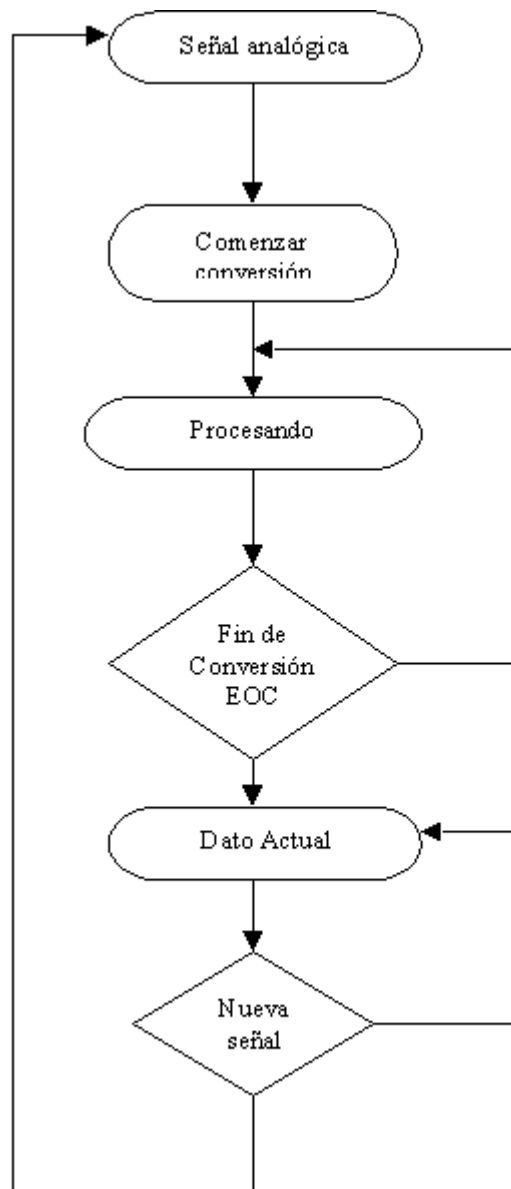 Señal analógica
Comenzar
conversión
Procesando
Fin de
Conversión
EOC
Dato Actual
Nueva
señal